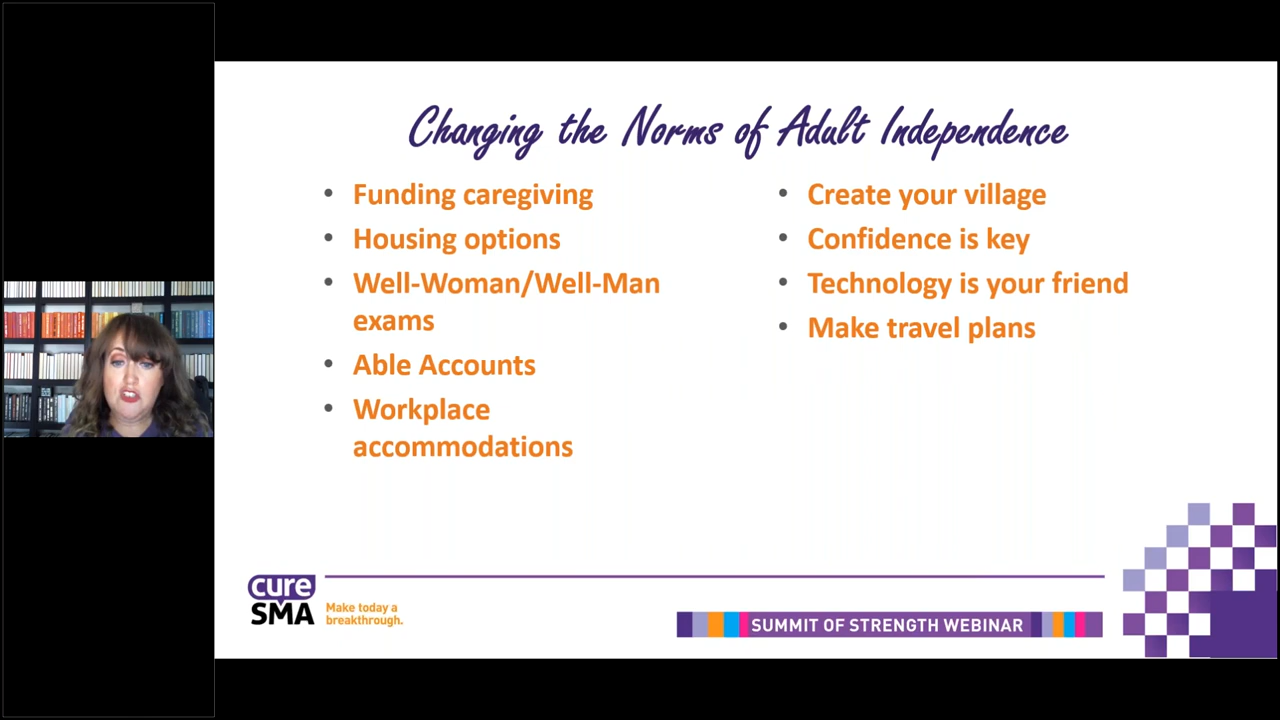 Changing the Norms of Adult Independence
• Funding caregiving
• Housing options
• Well-Woman/Well-Man
exams
• Able Accounts
• Workplace
accommodations
• Create your village
• Confidence is key
• Technology is your friend
• Make travel plans
cure
SMA
Make today a
breakthrough.
SUMMIT OF STRENGTH WEBINAR